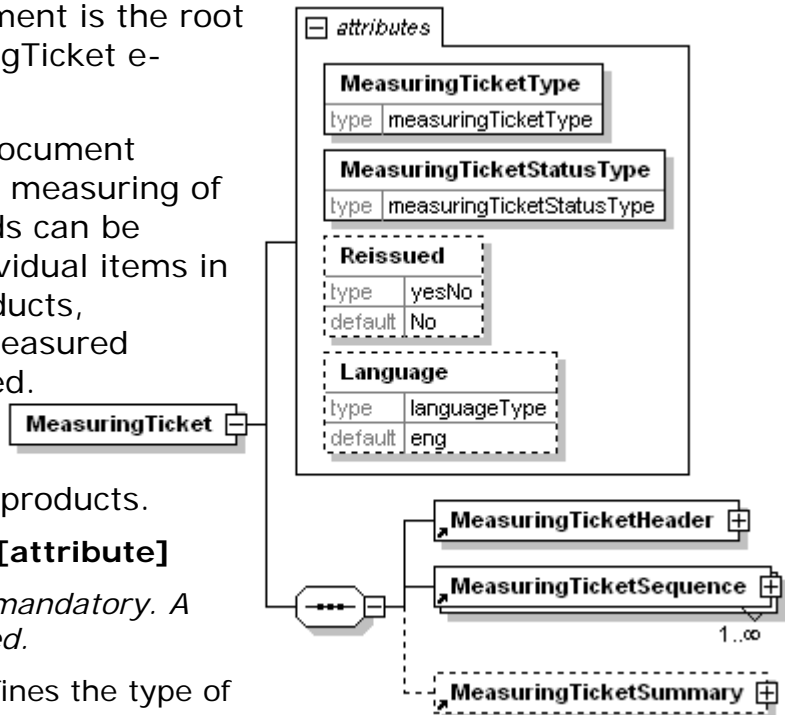 ment is the root
gTicket e-
ocument
measuring of
ds can be
vidual items in
ducts,
easured
ed.
products.
[attribute]
mandatory. A
ed.
fines the type of
attributes
MeasuringTicketType
type measuringTicketType
MeasuringTicketStatusType
type measuringTicketStatusType
Reissued
type yesNo
default No
Language
type languageType
default eng
MeasuringTicket
MeasuringTicketHeader
MeasuringTicketSequence
1..∞
MeasuringTicketSummary